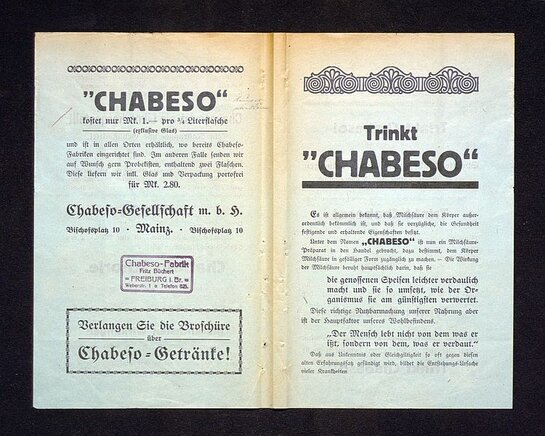 "CHABESO"
kostet nur Mk. 1.— pro ¾ Literflasche
(exklusive Glas)
und ist in allen Orten erhältlich, wo bereits Chabeso-
Fabriken eingerichtet sind. Im anderen Falle senden wir
auf Wunsch gern Probekisten, enthaltend zwei Flaschen.
Diese liefern wir inkl. Glas und Verpackung portofrei
für Mk. 2.80.
Chabeso-Gesellschaft m. b. H.
Bischofsplatz 10 · Mainz. · Bischofsplatz 10
Chabeso-Fabrik
Fritz Büchert
= FREIBURG i. Br. =
Weberstr. 1 a Telefon
Verlangen Sie die Broschüre
über
Chabeso-Getränke!
Trinkt
"CHABESO"
Es ist allgemein bekannt, daß Milchsäure dem Körper außer-
ordentlich bekömmlich ist, und daß sie vorzügliche, die Gesundheit
festigende und erhaltende Eigenschaften besitzt.
Unter dem Namen „CHABESO" ist nun ein Milchsäure-
Präparat in den Handel gebracht, dazu bestimmt, dem Körper
Milchsäure in gefälliger Form zugänglich zu machen. — Die Wirkung
der Milchsäure beruht hauptsächlich darin, daß sie
die genossenen Speisen leichter verdaulich
macht und sie so umsetzt, wie der Or-
ganismus sie am günstigsten verwertet.
Diese richtige Nutzbarmachung unserer Nahrung aber
ist der Hauptfaktor unseres Wohlbefindens.
„Der Mensch lebt nicht von dem was er
ißt, sondern von dem, was er verdaut."
Daß aus Unkenntnis oder Gleichgiltigkeit so oft gegen diesen
alten Erfahrungssatz gesündigt wird, bildet die Entstehungs-Ursache
vieler Krankheiten